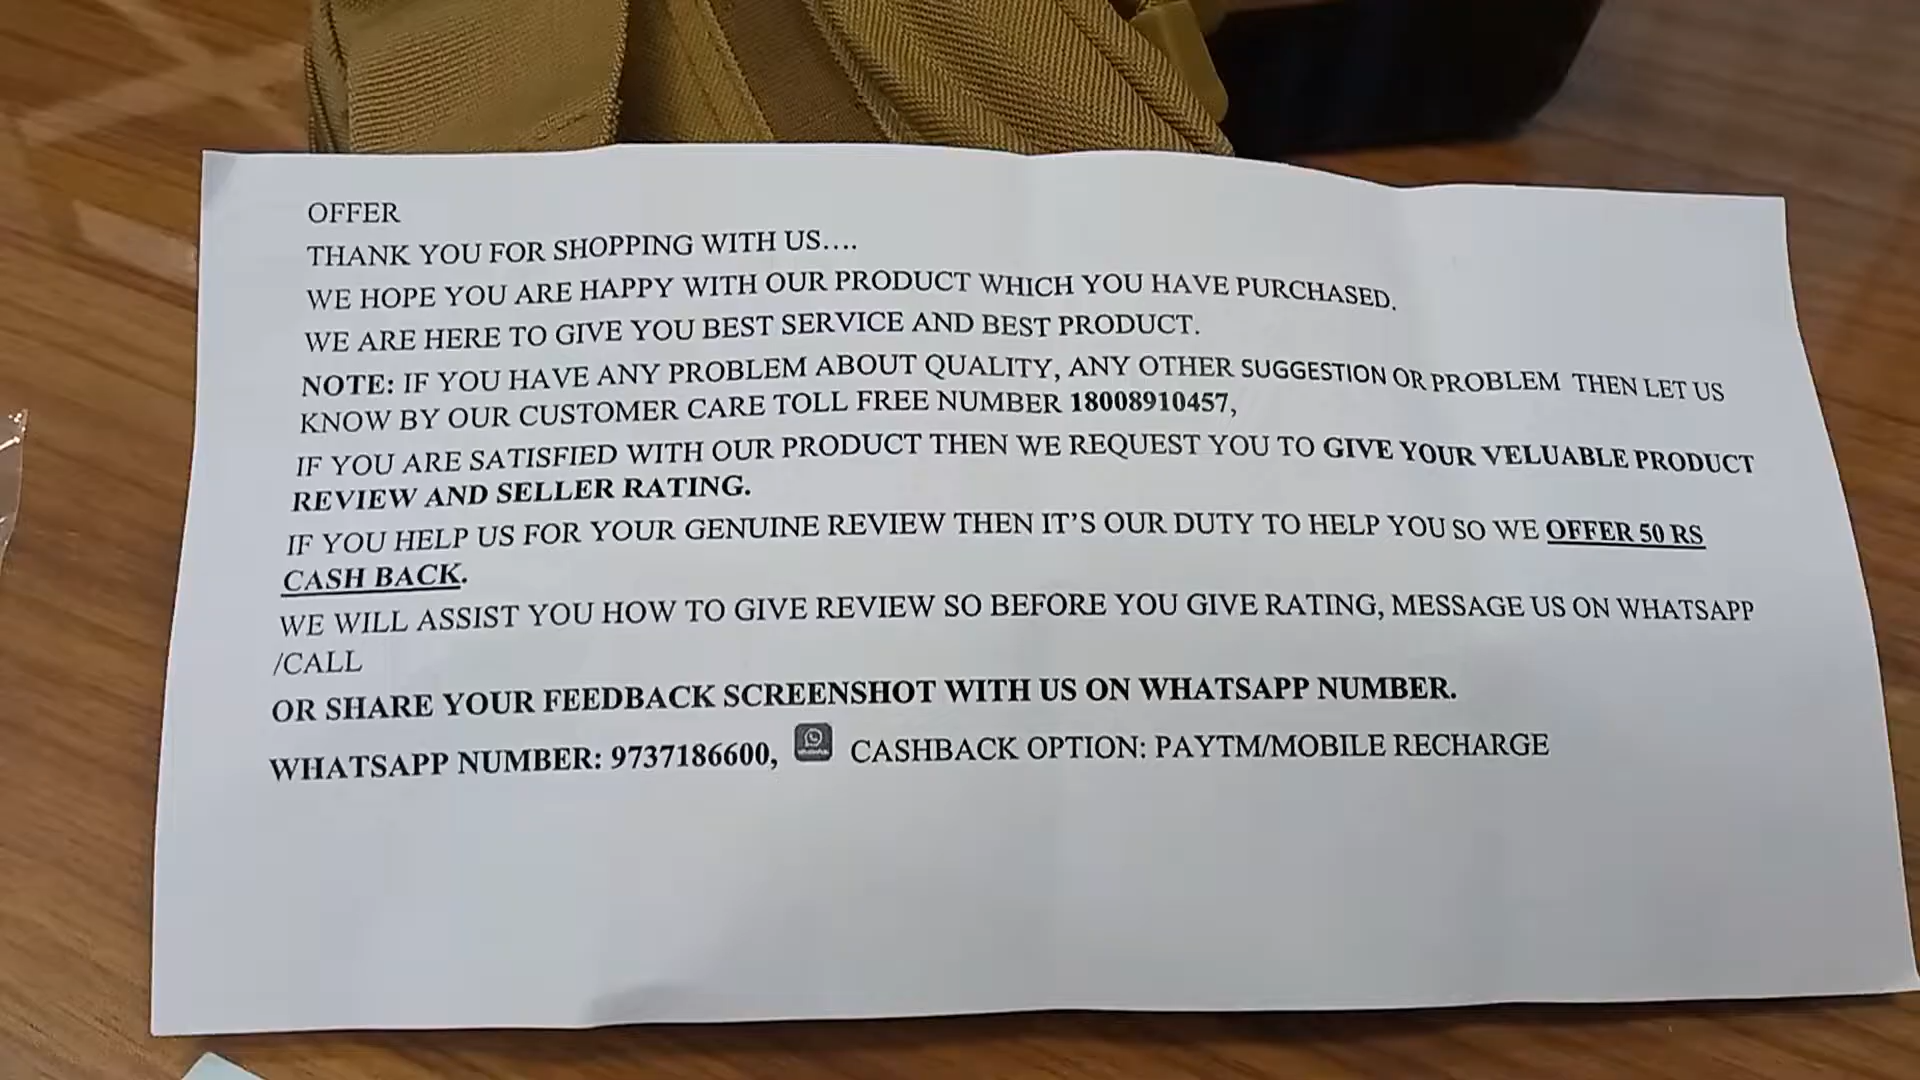 OFFER
THANK YOU FOR SHOPPING WITH US....
WE HOPE YOU ARE HAPPY WITH OUR PRODUCT WHICH YOU HAVE PURCHASED.
WE ARE HERE TO GIVE YOU BEST SERVICE AND BEST PRODUCT.
NOTE: IF YOU HAVE ANY PROBLEM ABOUT QUALITY, ANY OTHER SUGGESTION OR PROBLEM THEN LET US
KNOW BY OUR CUSTOMER CARE TOLL FREE NUMBER 18008910457,
IF YOU ARE SATISFIED WITH OUR PRODUCT THEN WE REQUEST YOU TO GIVE YOUR VELUABLE PRODUCT
REVIEW AND SELLER RATING.
IF YOU HELP US FOR YOUR GENUINE REVIEW THEN IT'S OUR DUTY TO HELP YOU SO WE OFFER 50 RS
CASH BACK.
WE WILL ASSIST YOU HOW TO GIVE REVIEW SO BEFORE YOU GIVE RATING, MESSAGE US ON WHATSAPP
/CALL
OR SHARE YOUR FEEDBACK SCREENSHOT WITH US ON WHATSAPP NUMBER.
WHATSAPP NUMBER: 9737186600, CASHBACK OPTION: PAYTM/MOBILE RECHARGE